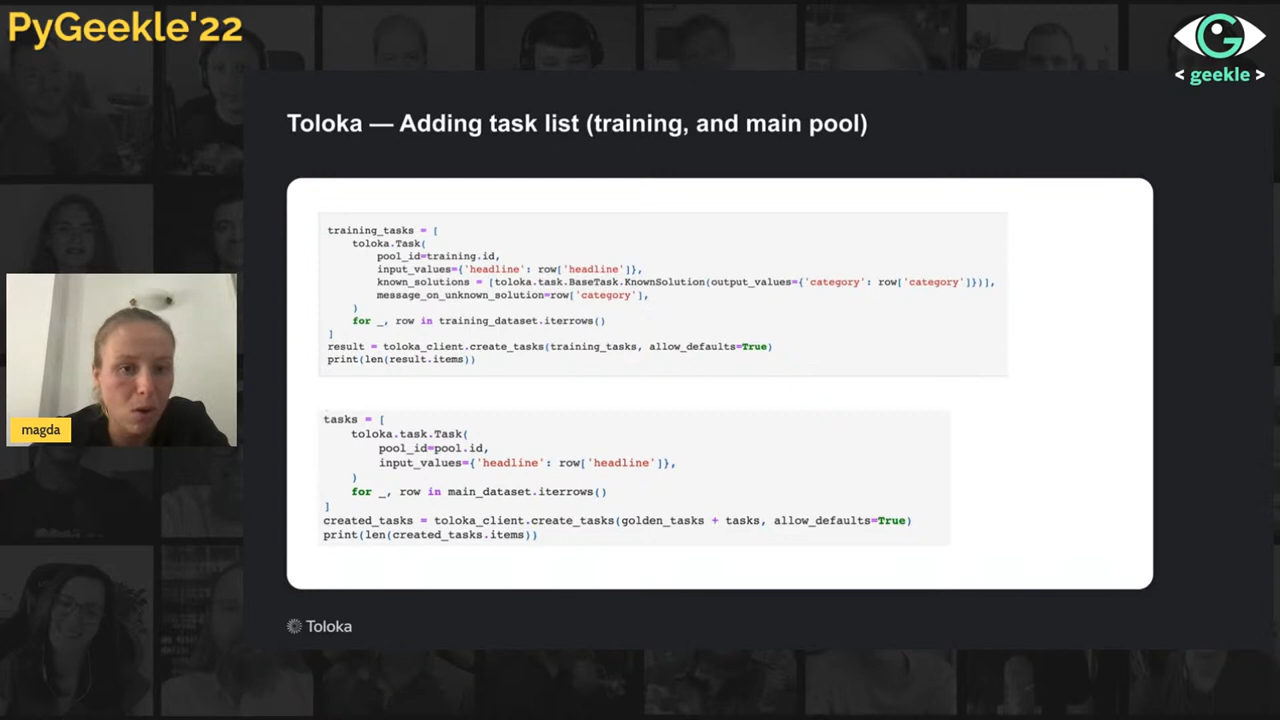 PyGeekle'22
< geekle >
Toloka — Adding task list (training, and main pool)
training_tasks = [
    toloka.Task(
        pool_id=training.id,
        input_values={'headline': row['headline']},
        known_solutions = [toloka.task.BaseTask.KnownSolution(output_values={'category': row['category']})],
        message_on_unknown_solution=row['category'],
    )
    for _, row in training_dataset.iterrows()
]
result = toloka_client.create_tasks(training_tasks, allow_defaults=True)
print(len(result.items))
tasks = [
    toloka.task.Task(
        pool_id=pool.id,
        input_values={'headline': row['headline']},
    )
    for _, row in main_dataset.iterrows()
]
created_tasks = toloka_client.create_tasks(golden_tasks + tasks, allow_defaults=True)
print(len(created_tasks.items))
magda
Toloka